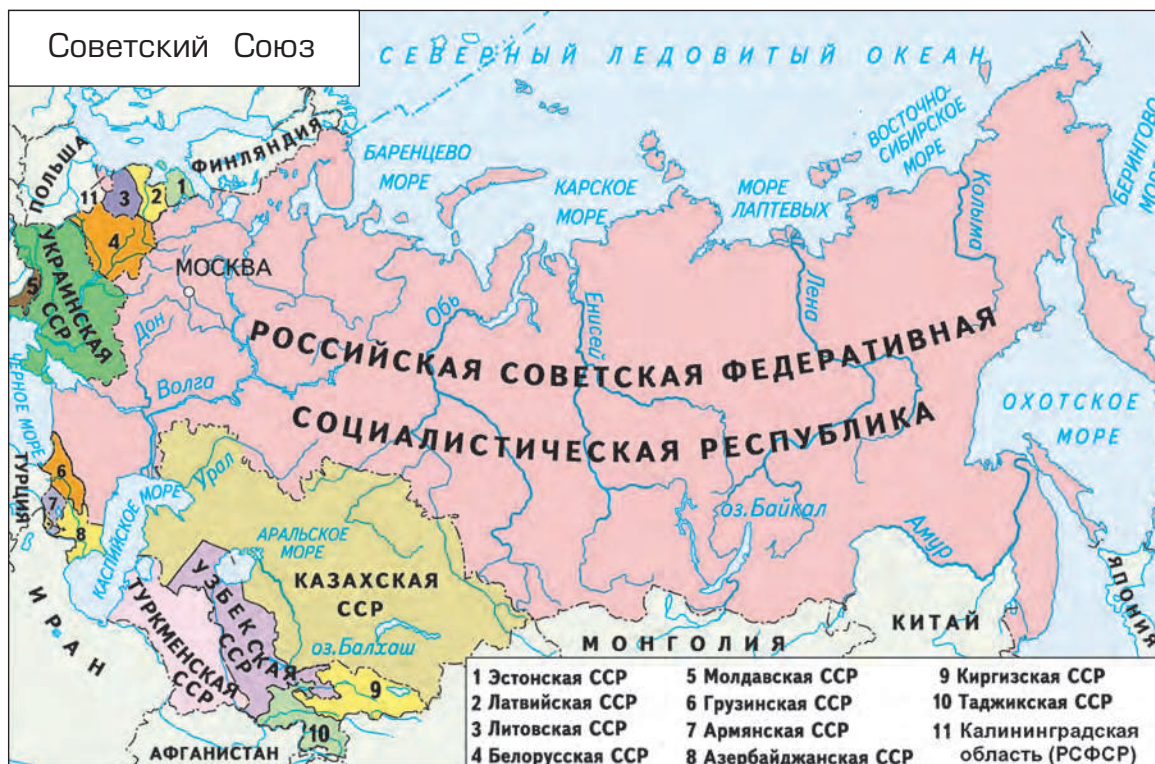 Советский Союз
СЕВЕРНЫЙ ЛЕДОВИТЫЙ ОКЕАН
ПОЛЬША
ФИНЛЯНДИЯ
БАРЕНЦЕВО
МОРЕ
КАРСКОЕ
МОРЕ
МОРЕ
ЛАПТЕВЫХ
ВОСТОЧНО-
СИБИРСКОЕ
МОРЕ
БЕРИНГОВО
МОРЕ
Колыма
11
3
2
1
4
5
УКРАИНСКАЯ
ССР
МОСКВА
Дон
Волга
Обь
Енисей
Лена
РОССИЙСКАЯ СОВЕТСКАЯ ФЕДЕРАТИВНАЯ
СОЦИАЛИСТИЧЕСКАЯ РЕСПУБЛИКА
ОХОТСКОЕ
МОРЕ
ЧЕРНОЕ МОРЕ
ТУРЦИЯ
6
7
8
Урал
КАСПИЙСКОЕ МОРЕ
АРАЛЬСКОЕ
МОРЕ
КАЗАХСКАЯ
ССР
оз.Балхаш
оз.Байкал
Амур
ИРАН
ТУРКМЕНСКАЯ
ССР
УЗБЕКСКАЯ
ССР
9
10
АФГАНИСТАН
МОНГОЛИЯ
КИТАЙ
ЯПОНИЯ
1 Эстонская ССР
2 Латвийская ССР
3 Литовская ССР
4 Белорусская ССР
5 Молдавская ССР
6 Грузинская ССР
7 Армянская ССР
8 Азербайджанская ССР
9 Киргизская ССР
10 Таджикская ССР
11 Калининградская
область (РСФСР)